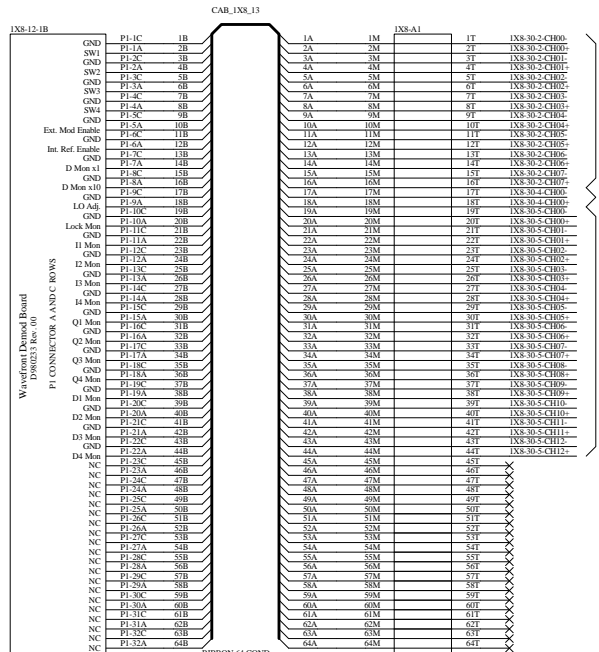 CAB_1X8_13
1X8-12-1B 1X8-A1
GND P1-1C 1B 1A 1M 1T 1X8-30-2-CH00-
SW1 P1-1A 2B 2A 2M 2T 1X8-30-2-CH00+
GND P1-2C 3B 3A 3M 3T 1X8-30-2-CH01-
SW2 P1-2A 4B 4A 4M 4T 1X8-30-2-CH01+
GND P1-3C 5B 5A 5M 5T 1X8-30-2-CH02-
SW3 P1-3A 6B 6A 6M 6T 1X8-30-2-CH02+
GND P1-4C 7B 7A 7M 7T 1X8-30-2-CH03-
SW4 P1-4A 8B 8A 8M 8T 1X8-30-2-CH03+
GND P1-5C 9B 9A 9M 9T 1X8-30-2-CH04-
Ext. Mod Enable P1-5A 10B 10A 10M 10T 1X8-30-2-CH04+
GND P1-6C 11B 11A 11M 11T 1X8-30-2-CH05-
Int. Ref. Enable P1-6A 12B 12A 12M 12T 1X8-30-2-CH05+
GND P1-7C 13B 13A 13M 13T 1X8-30-2-CH06-
D Mon x1 P1-7A 14B 14A 14M 14T 1X8-30-2-CH06+
GND P1-8C 15B 15A 15M 15T 1X8-30-2-CH07-
D Mon x10 P1-8A 16B 16A 16M 16T 1X8-30-2-CH07+
GND P1-9C 17B 17A 17M 17T 1X8-30-4-CH00-
LO Adj. P1-9A 18B 18A 18M 18T 1X8-30-4-CH00+
GND P1-10C 19B 19A 19M 19T 1X8-30-5-CH00-
Lock Mon P1-10A 20B 20A 20M 20T 1X8-30-5-CH00+
GND P1-11C 21B 21A 21M 21T 1X8-30-5-CH01-
I1 Mon P1-11A 22B 22A 22M 22T 1X8-30-5-CH01+
GND P1-12C 23B 23A 23M 23T 1X8-30-5-CH02-
I2 Mon P1-12A 24B 24A 24M 24T 1X8-30-5-CH02+
GND P1-13C 25B 25A 25M 25T 1X8-30-5-CH03-
I3 Mon P1-13A 26B 26A 26M 26T 1X8-30-5-CH03+
GND P1-14C 27B 27A 27M 27T 1X8-30-5-CH04-
I4 Mon P1-14A 28B 28A 28M 28T 1X8-30-5-CH04+
GND P1-15C 29B 29A 29M 29T 1X8-30-5-CH05-
Q1 Mon P1-15A 30B 30A 30M 30T 1X8-30-5-CH05+
GND P1-16C 31B 31A 31M 31T 1X8-30-5-CH06-
Q2 Mon P1-16A 32B 32A 32M 32T 1X8-30-5-CH06+
GND P1-17C 33B 33A 33M 33T 1X8-30-5-CH07-
Q3 Mon P1-17A 34B 34A 34M 34T 1X8-30-5-CH07+
GND P1-18C 35B 35A 35M 35T 1X8-30-5-CH08-
Q4 Mon P1-18A 36B 36A 36M 36T 1X8-30-5-CH08+
GND P1-19C 37B 37A 37M 37T 1X8-30-5-CH09-
D1 Mon P1-19A 38B 38A 38M 38T 1X8-30-5-CH09+
GND P1-20C 39B 39A 39M 39T 1X8-30-5-CH10-
D2 Mon P1-20A 40B 40A 40M 40T 1X8-30-5-CH10+
GND P1-21C 41B 41A 41M 41T 1X8-30-5-CH11-
D3 Mon P1-21A 42B 42A 42M 42T 1X8-30-5-CH11+
GND P1-22C 43B 43A 43M 43T 1X8-30-5-CH12-
D4 Mon P1-22A 44B 44A 44M 44T 1X8-30-5-CH12+
NC P1-23C 45B 45A 45M 45T
NC P1-23A 46B 46A 46M 46T
NC P1-24C 47B 47A 47M 47T
NC P1-24A 48B 48A 48M 48T
NC P1-25C 49B 49A 49M 49T
NC P1-25A 50B 50A 50M 50T
NC P1-26C 51B 51A 51M 51T
NC P1-26A 52B 52A 52M 52T
NC P1-27C 53B 53A 53M 53T
NC P1-27A 54B 54A 54M 54T
NC P1-28C 55B 55A 55M 55T
NC P1-28A 56B 56A 56M 56T
NC P1-29C 57B 57A 57M 57T
NC P1-29A 58B 58A 58M 58T
NC P1-30C 59B 59A 59M 59T
NC P1-30A 60B 60A 60M 60T
NC P1-31C 61B 61A 61M 61T
NC P1-31A 62B 62A 62M 62T
NC P1-32C 63B 63A 63M 63T
NC P1-32A 64B 64A 64M 64T
Wavefront Demod Board
D980233 Rev. 00
P1 CONNECTOR A AND C ROWS
RIBBON 64 COND